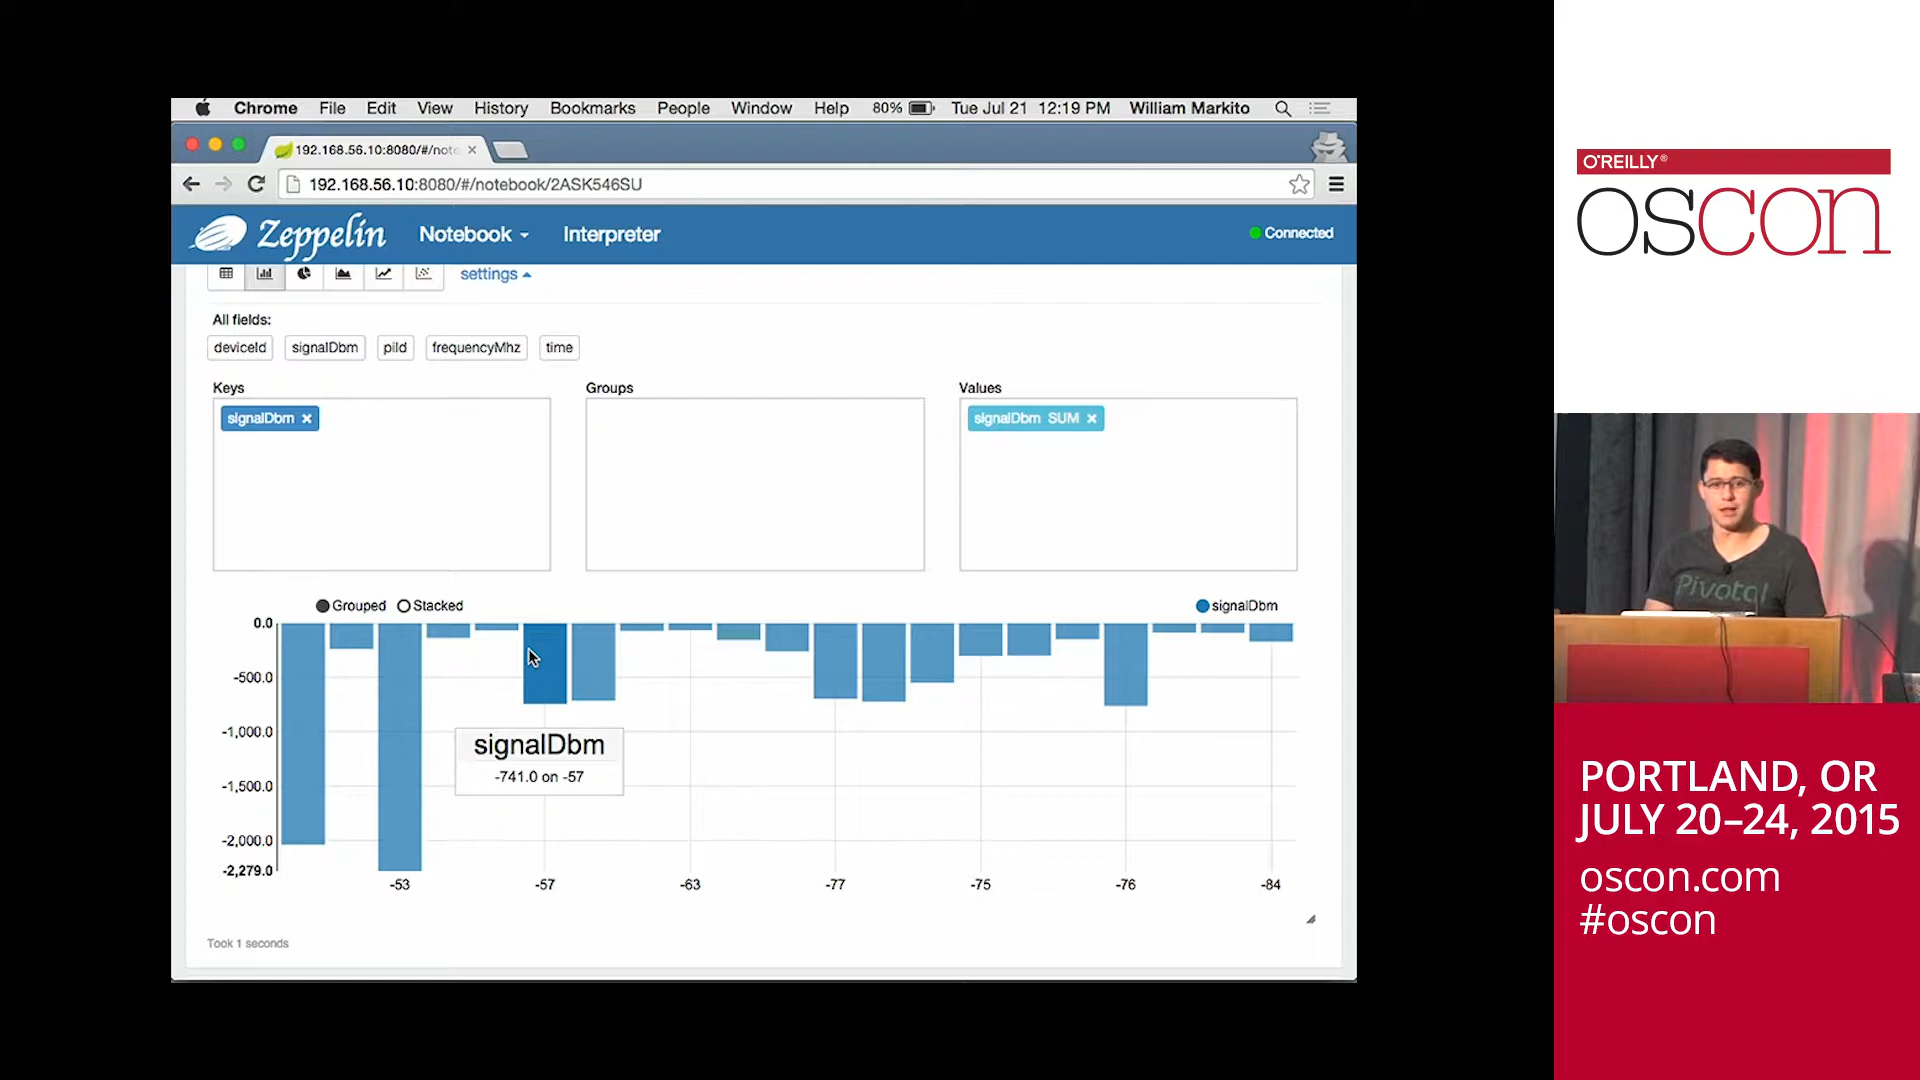 Chrome File Edit View History Bookmarks People Window Help 80% Tue Jul 21 12:19 PM William Markito
192.168.56.10:8080/#/note
192.168.56.10:8080/#/notebook/2ASK546SU
Zeppelin Notebook Interpreter Connected
settings
All fields:
deviceId signalDbm piId frequencyMhz time
Keys Groups Values
signalDbm × signalDbm SUM ×
Grouped Stacked signalDbm
0.0
-500.0
-1,000.0
-1,500.0
-2,000.0
-2,279.0
signalDbm
-741.0 on -57
-53 -57 -63 -77 -75 -76 -84
Took 1 seconds
O'REILLY®
oscon
Pivotal
PORTLAND, OR
JULY 20–24, 2015
oscon.com
#oscon